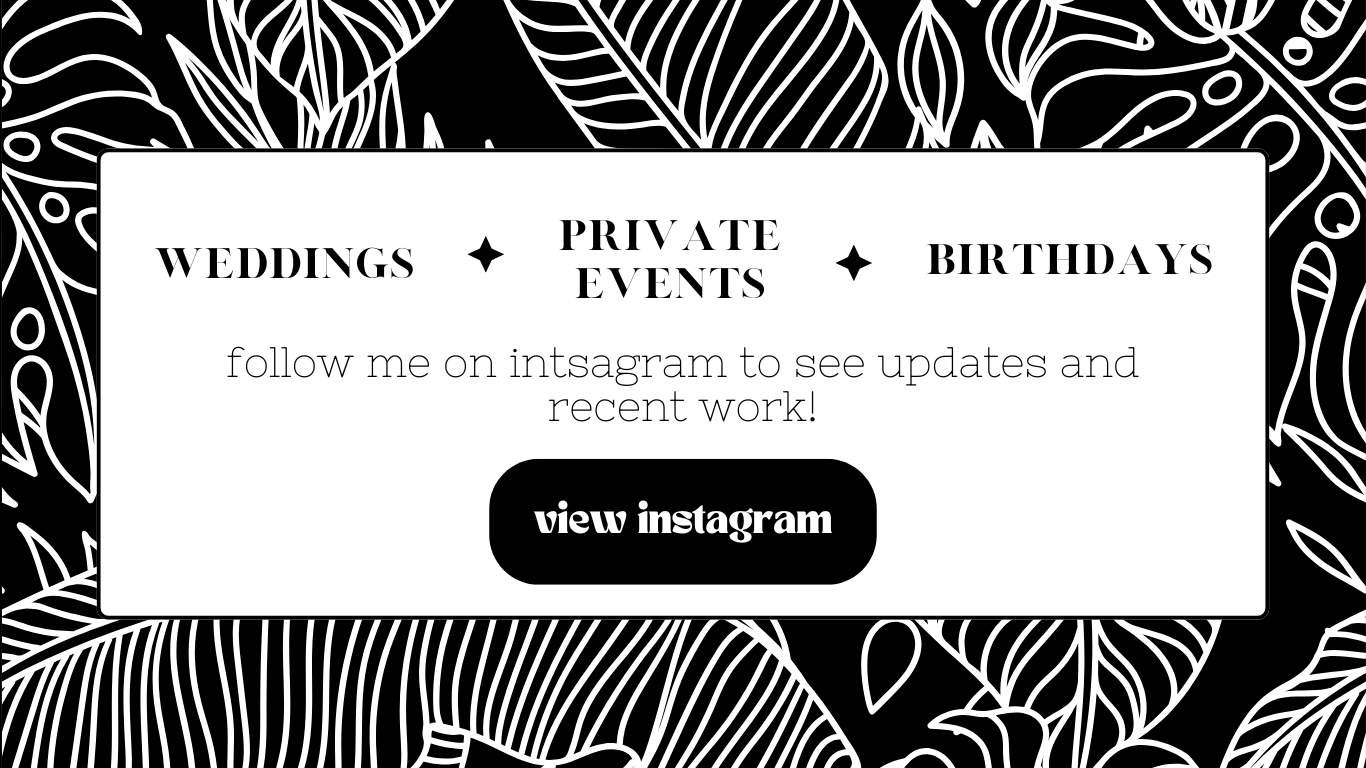 WEDDINGS
PRIVATE
EVENTS
BIRTHDAYS
follow me on intsagram to see updates and
recent work!
view instagram